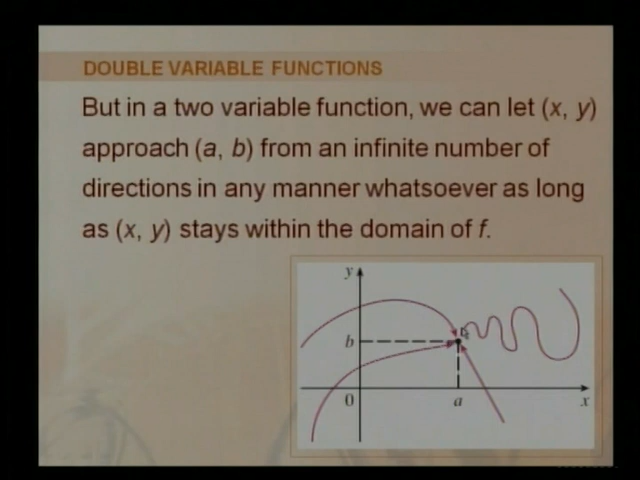 DOUBLE VARIABLE FUNCTIONS
But in a two variable function, we can let (x, y)
approach (a, b) from an infinite number of
directions in any manner whatsoever as long
as (x, y) stays within the domain of f.
y
b
0
a
x